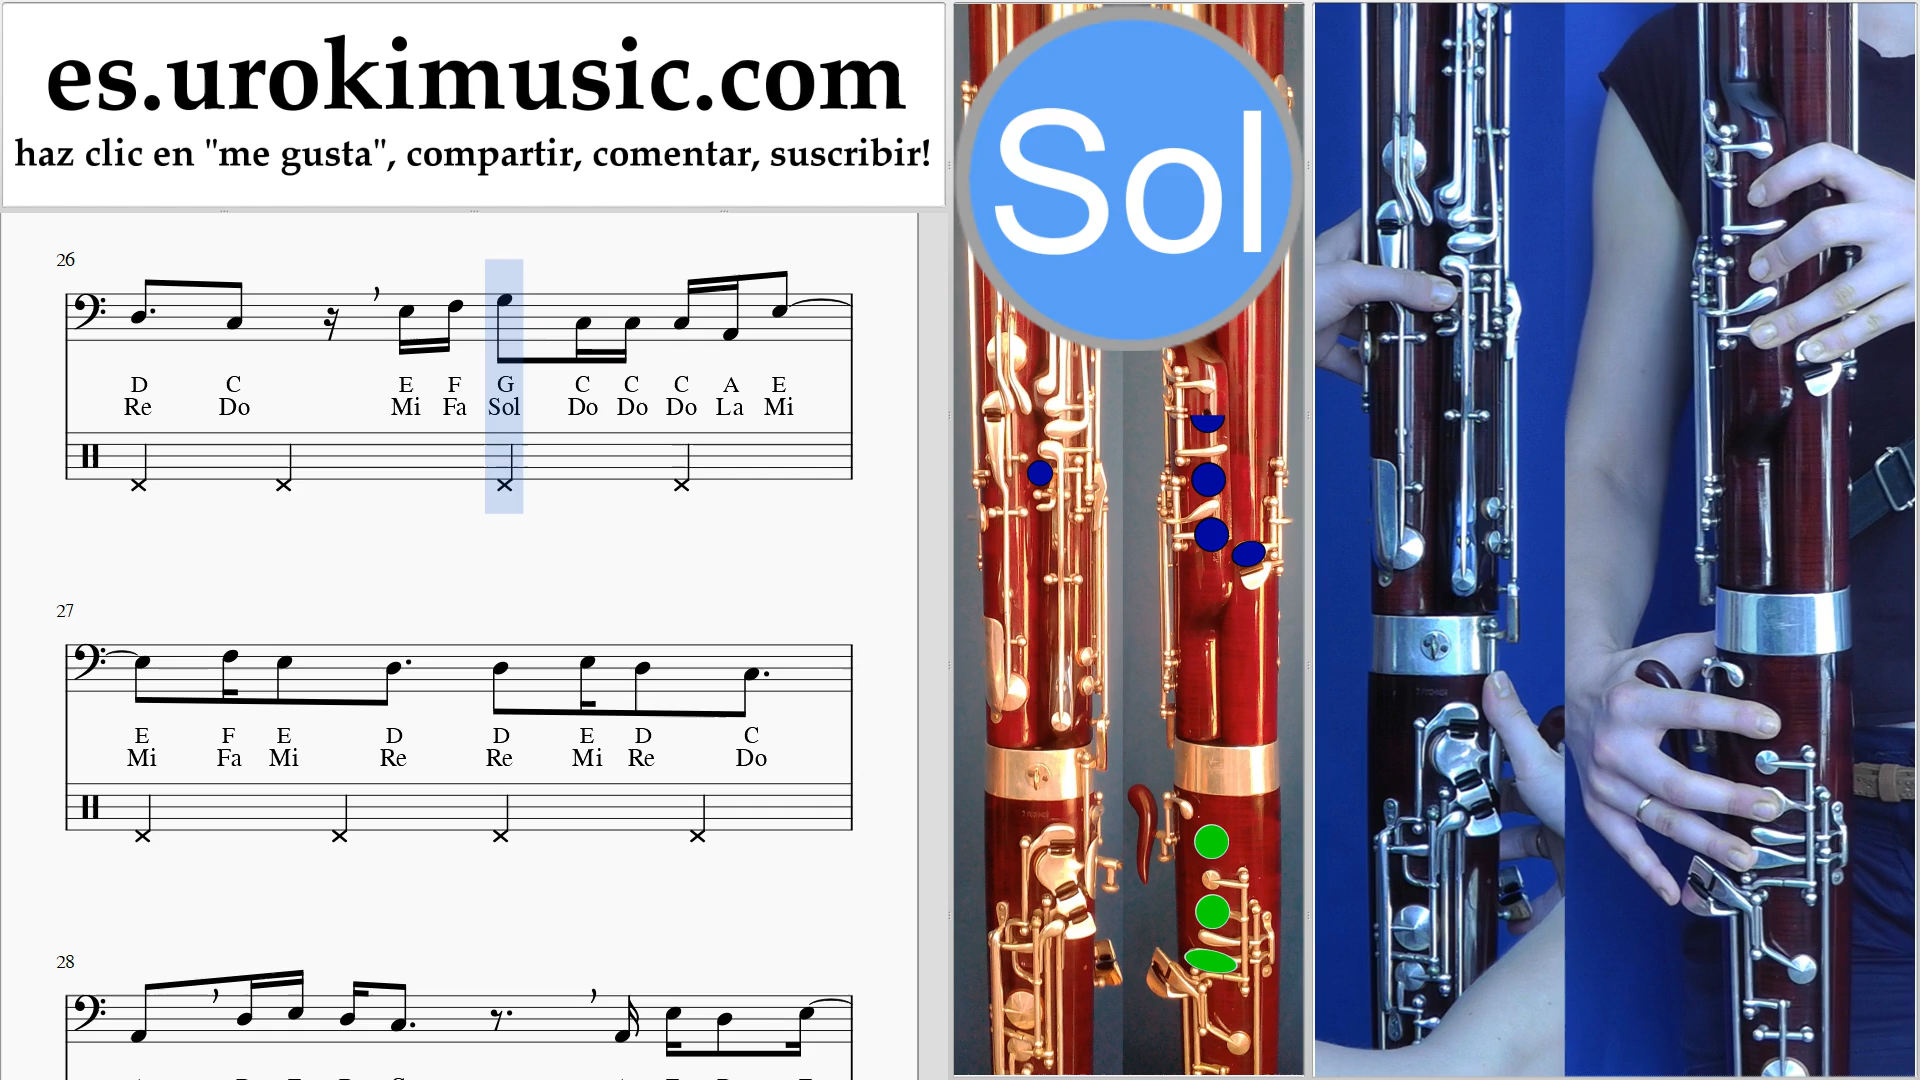 es.urokimusic.com
haz clic en "me gusta", compartir, comentar, suscribir!
Sol
26
D C E F G C C C A E
Re Do Mi Fa Sol Do Do Do La Mi
27
E F E D D E D C
Mi Fa Mi Re Re Mi Re Do
28